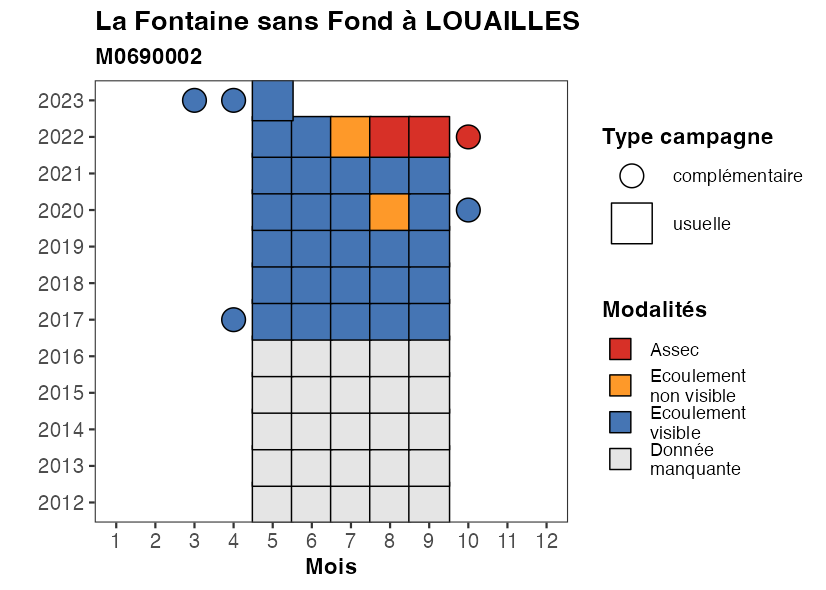 La Fontaine sans Fond à LOUAILLES
M0690002
2023
2022
2021
2020
2019
2018
2017
2016
2015
2014
2013
2012
1 2 3 4 5 6 7 8 9 10 11 12
Mois
Type campagne
complémentaire
usuelle
Modalités
Assec
Ecoulement
non visible
Ecoulement
visible
Donnée
manquante